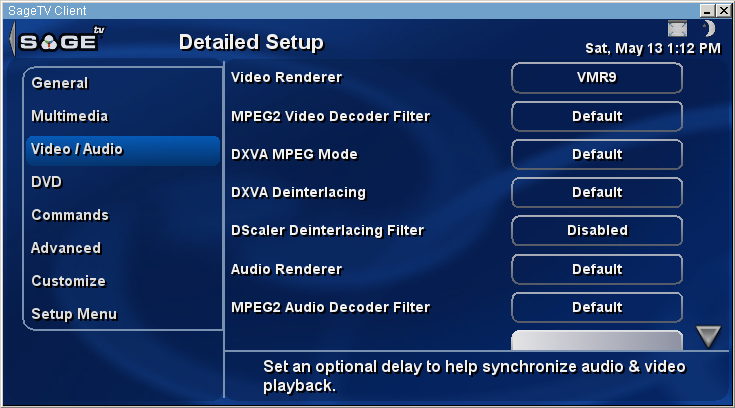 SageTV Client
SAGE tv
Detailed Setup
Sat, May 13 1:12 PM
General
Multimedia
Video / Audio
DVD
Commands
Advanced
Customize
Setup Menu
Video Renderer VMR9
MPEG2 Video Decoder Filter Default
DXVA MPEG Mode Default
DXVA Deinterlacing Default
DScaler Deinterlacing Filter Disabled
Audio Renderer Default
MPEG2 Audio Decoder Filter Default
Set an optional delay to help synchronize audio & video
playback.